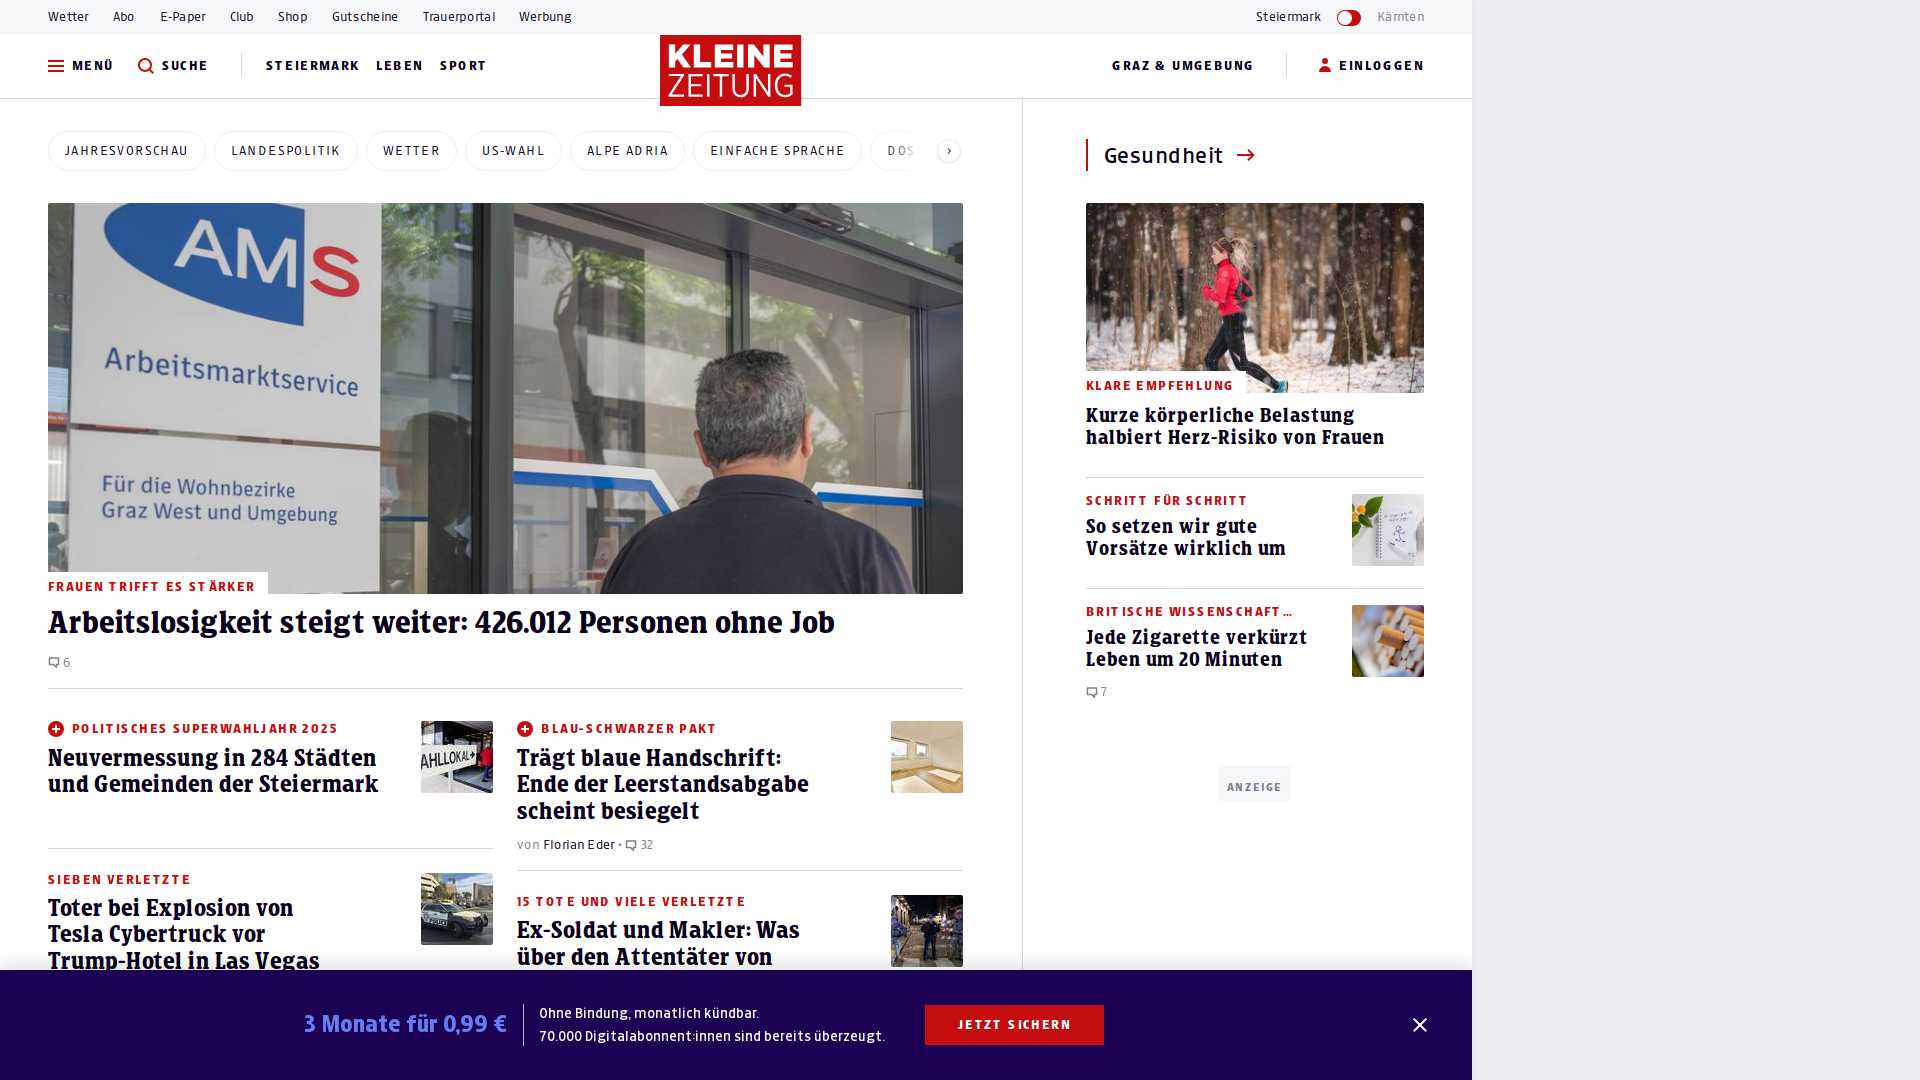 Wetter Abo E-Paper Club Shop Gutscheine Trauerportal Werbung Steiermark Kärnten
MENÜ SUCHE STEIERMARK LEBEN SPORT KLEINE ZEITUNG GRAZ & UMGEBUNG EINLOGGEN
JAHRESVORSCHAU LANDESPOLITIK WETTER US-WAHL ALPE ADRIA EINFACHE SPRACHE DOS
AMS
Arbeitsmarktservice
Für die Wohnbezirke
Graz West und Umgebung
FRAUEN TRIFFT ES STÄRKER
Arbeitslosigkeit steigt weiter: 426.012 Personen ohne Job
6
POLITISCHES SUPERWAHLJAHR 2025
Neuvermessung in 284 Städten
und Gemeinden der Steiermark
AHLLOKAL
BLAU-SCHWARZER PAKT
Trägt blaue Handschrift:
Ende der Leerstandsabgabe
scheint besiegelt
von Florian Eder • 32
SIEBEN VERLETZTE
Toter bei Explosion von
Tesla Cybertruck vor
Trump-Hotel in Las Vegas
POLICE
15 TOTE UND VIELE VERLETZTE
Ex-Soldat und Makler: Was
über den Attentäter von
Gesundheit
KLARE EMPFEHLUNG
Kurze körperliche Belastung
halbiert Herz-Risiko von Frauen
SCHRITT FÜR SCHRITT
So setzen wir gute
Vorsätze wirklich um
BRITISCHE WISSENSCHAFT…
Jede Zigarette verkürzt
Leben um 20 Minuten
7
ANZEIGE
3 Monate für 0,99 €
Ohne Bindung, monatlich kündbar.
70.000 Digitalabonnent:innen sind bereits überzeugt.
JETZT SICHERN